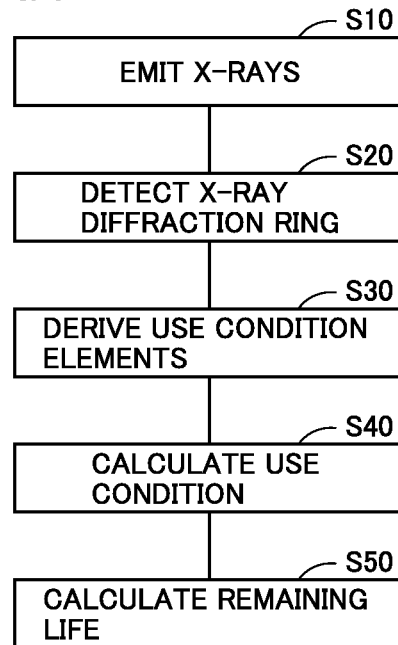 S10
EMIT X-RAYS
S20
DETECT X-RAY
DIFFRACTION RING
S30
DERIVE USE CONDITION
ELEMENTS
S40
CALCULATE USE
CONDITION
S50
CALCULATE REMAINING
LIFE